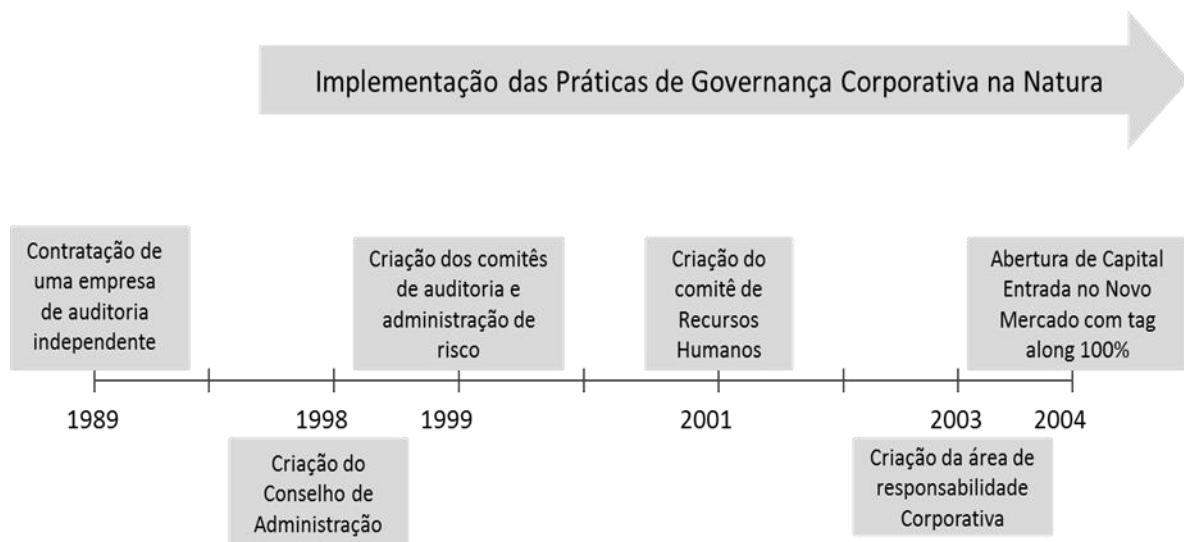 Implementação das Práticas de Governança Corporativa na Natura
Contratação de
uma empresa
de auditoria
independente
Criação dos comitês
de auditoria e
administração de
risco
Criação do
comitê de
Recursos
Humanos
Abertura de Capital
Entrada no Novo
Mercado com tag
along 100%
1989
1998
1999
2001
2003
2004
Criação do
Conselho de
Administração
Criação da área de
responsabilidade
Corporativa